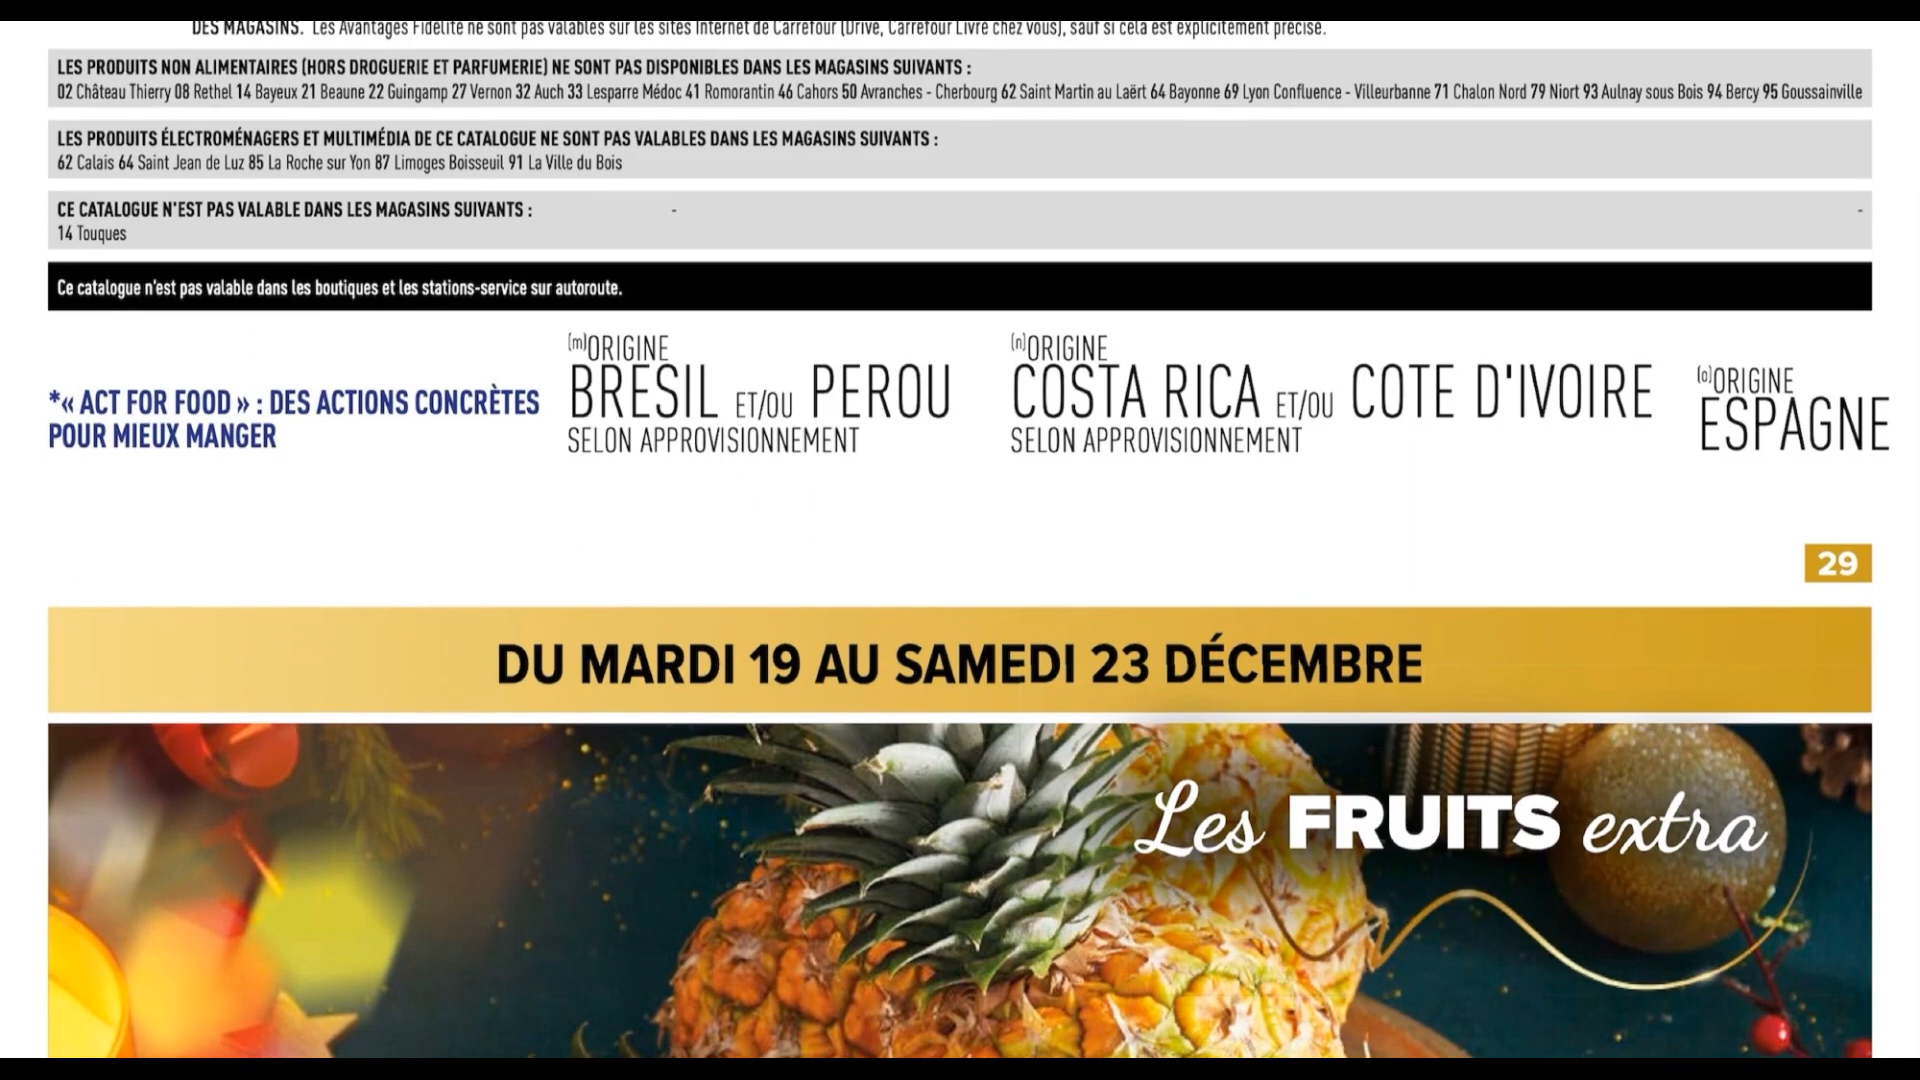 DES MAGASINS. Les Avantages Fidélité ne sont pas valables sur les sites Internet de Carrefour (Drive, Carrefour Livré chez vous), sauf si cela est explicitement précisé.
LES PRODUITS NON ALIMENTAIRES (HORS DROGUERIE ET PARFUMERIE) NE SONT PAS DISPONIBLES DANS LES MAGASINS SUIVANTS :
02 Château Thierry 08 Rethel 14 Bayeux 21 Beaune 22 Guingamp 27 Vernon 32 Auch 33 Lesparre Médoc 41 Romorantin 46 Cahors 50 Avranches - Cherbourg 62 Saint Martin au Laërt 64 Bayonne 69 Lyon Confluence - Villeurbanne 71 Chalon Nord 79 Niort 93 Aulnay sous Bois 94 Bercy 95 Goussainville
LES PRODUITS ÉLECTROMÉNAGERS ET MULTIMÉDIA DE CE CATALOGUE NE SONT PAS VALABLES DANS LES MAGASINS SUIVANTS :
62 Calais 64 Saint Jean de Luz 85 La Roche sur Yon 87 Limoges Boisseuil 91 La Ville du Bois
CE CATALOGUE N'EST PAS VALABLE DANS LES MAGASINS SUIVANTS : - -
14 Touques
Ce catalogue n'est pas valable dans les boutiques et les stations-service sur autoroute.
*« ACT FOR FOOD » : DES ACTIONS CONCRÈTES
POUR MIEUX MANGER
(m)ORIGINE
BRESIL ET/OU PEROU
SELON APPROVISIONNEMENT
(n)ORIGINE
COSTA RICA ET/OU COTE D'IVOIRE
SELON APPROVISIONNEMENT
(o)ORIGINE
ESPAGNE
29
DU MARDI 19 AU SAMEDI 23 DÉCEMBRE
Les FRUITS extra